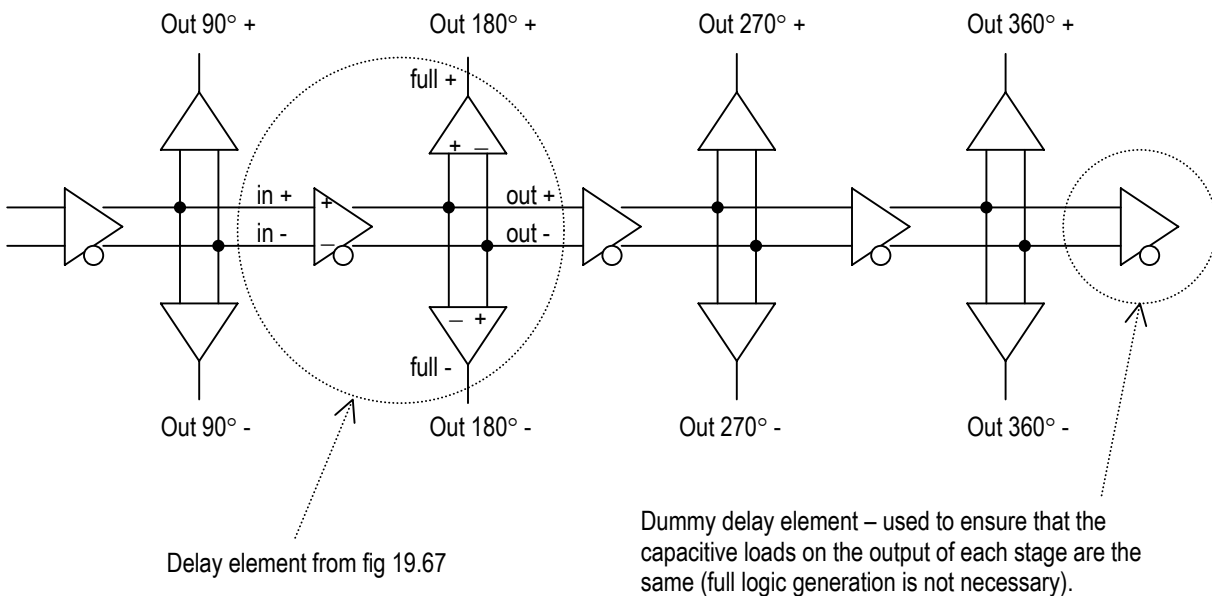 Out 90° +
Out 180° +
Out 270° +
Out 360° +
full +
+ –
in +
in -
+
–
out +
out -
– +
full -
Out 90° -
Out 180° -
Out 270° -
Out 360° -
Delay element from fig 19.67
Dummy delay element – used to ensure that the
capacitive loads on the output of each stage are the
same (full logic generation is not necessary).